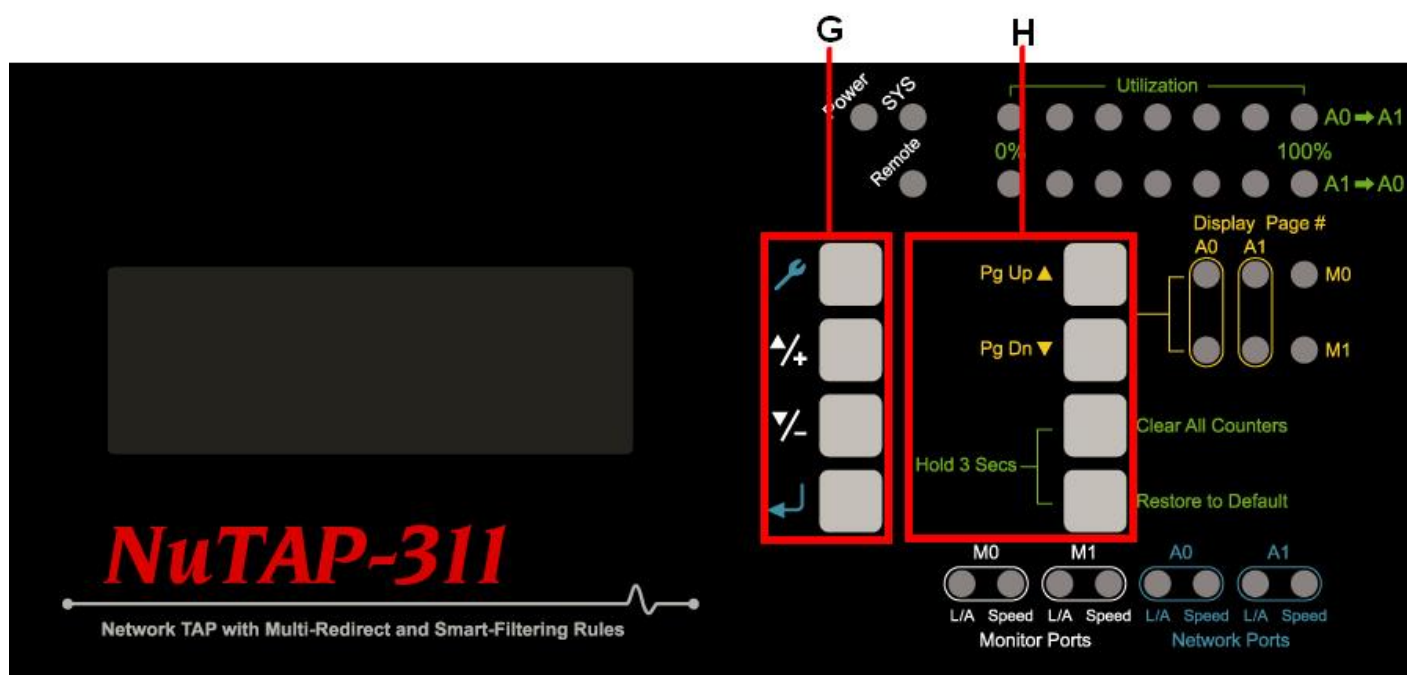 G H
Power SYS
Utilization
A0➡A1
Remote
0% 100%
A1➡A0
Display Page #
A0 A1
Pg Up ▲
M0
▲/+
Pg Dn ▼
M1
▼/-
Clear All Counters
Hold 3 Secs
Restore to Default
NuTAP-311
M0 M1 A0 A1
L/A Speed L/A Speed L/A Speed L/A Speed
Network TAP with Multi-Redirect and Smart-Filtering Rules
Monitor Ports Network Ports